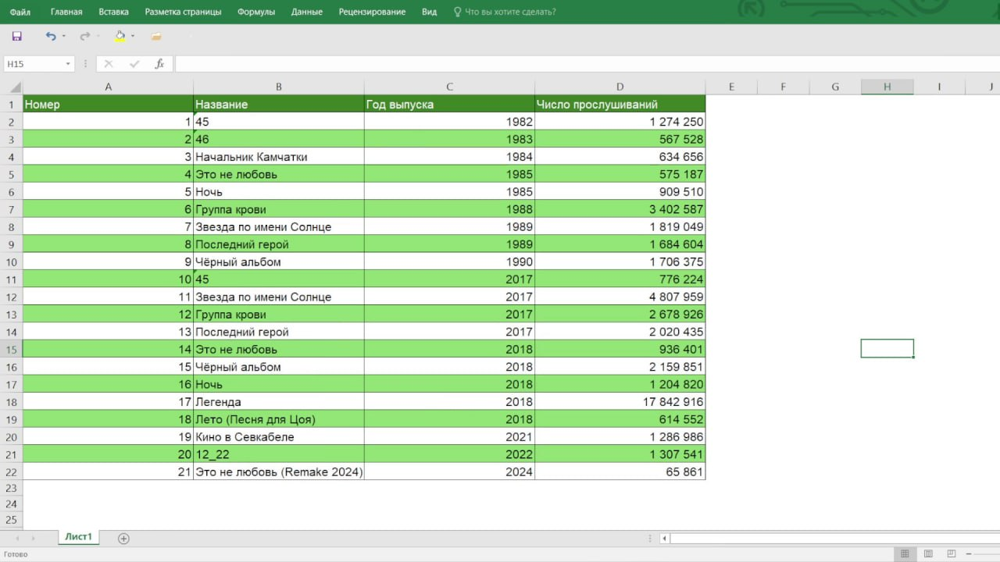 Файл Главная Вставка Разметка страницы Формулы Данные Рецензирование Вид Что вы хотите сделать?
H15 fx
A B C D E F G H I J
1 Номер Название Год выпуска Число прослушиваний
2 1 45 1982 1 274 250
3 2 46 1983 567 528
4 3 Начальник Камчатки 1984 634 656
5 4 Это не любовь 1985 575 187
6 5 Ночь 1985 909 510
7 6 Группа крови 1988 3 402 587
8 7 Звезда по имени Солнце 1989 1 819 049
9 8 Последний герой 1989 1 684 604
10 9 Чёрный альбом 1990 1 706 375
11 10 45 2017 776 224
12 11 Звезда по имени Солнце 2017 4 807 959
13 12 Группа крови 2017 2 678 926
14 13 Последний герой 2017 2 020 435
15 14 Это не любовь 2018 936 401
16 15 Чёрный альбом 2018 2 159 851
17 16 Ночь 2018 1 204 820
18 17 Легенда 2018 17 842 916
19 18 Лето (Песня для Цоя) 2018 614 552
20 19 Кино в Севкабеле 2021 1 286 986
21 20 12_22 2022 1 307 541
22 21 Это не любовь (Remake 2024) 2024 65 861
23
24
25
Лист1
Готово